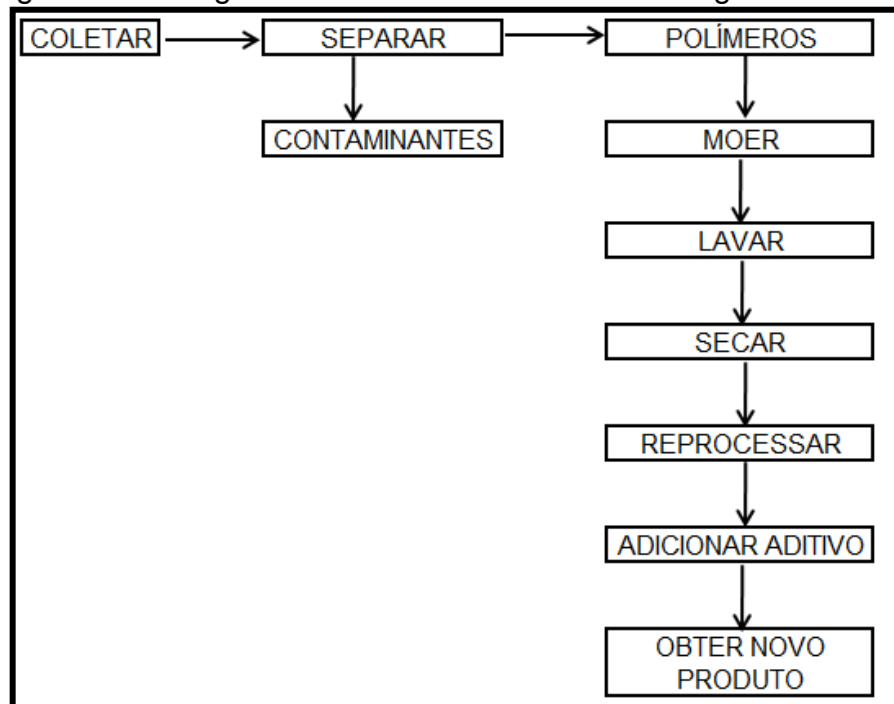 COLETAR
SEPARAR
POLÍMEROS
CONTAMINANTES
MOER
LAVAR
SECAR
REPROCESSAR
ADICIONAR ADITIVO
OBTER NOVO
PRODUTO